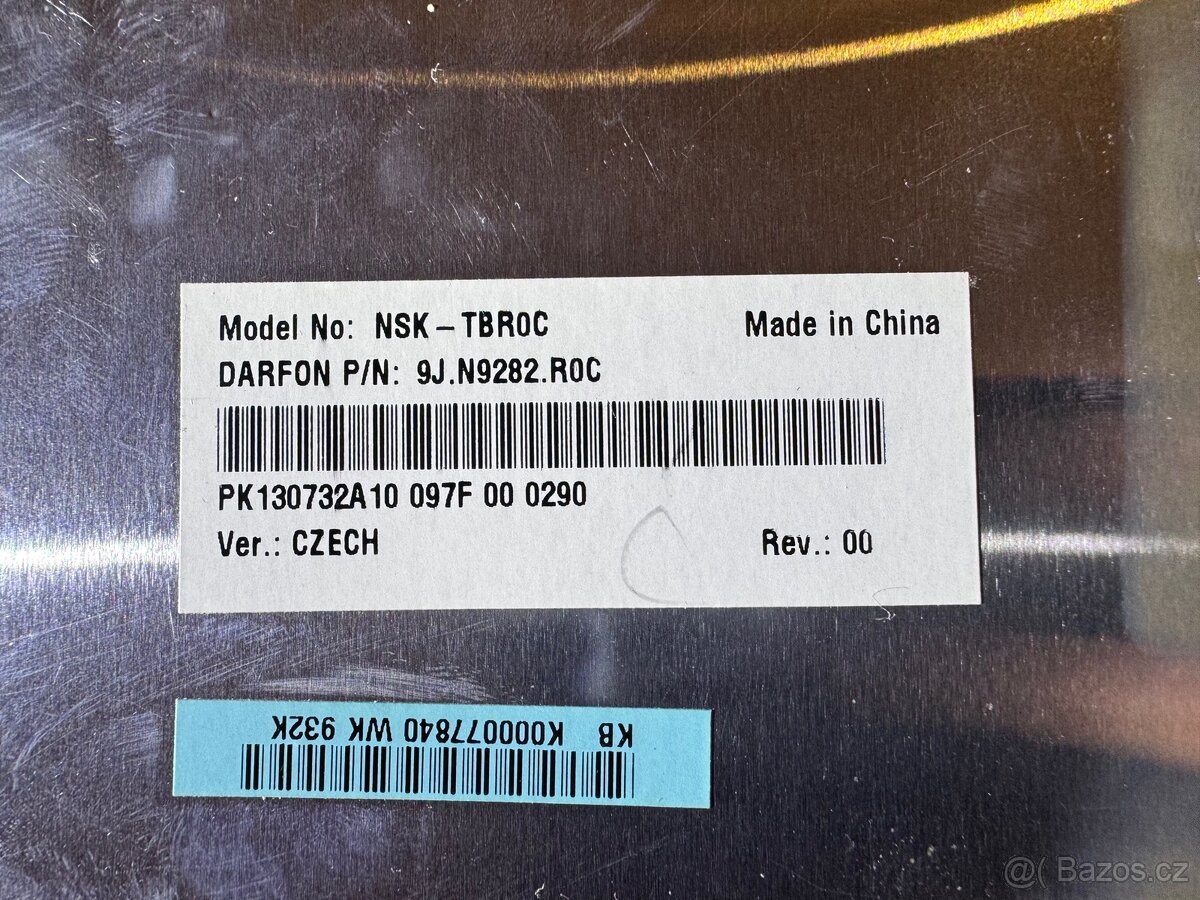 Model No: NSK-TBR0C Made in China
DARFON P/N: 9J.N9282.R0C
PK130732A10 097F 00 0290
Ver.: CZECH Rev.: 00
KB K000077840 WK 932K
@( Bazos.cz